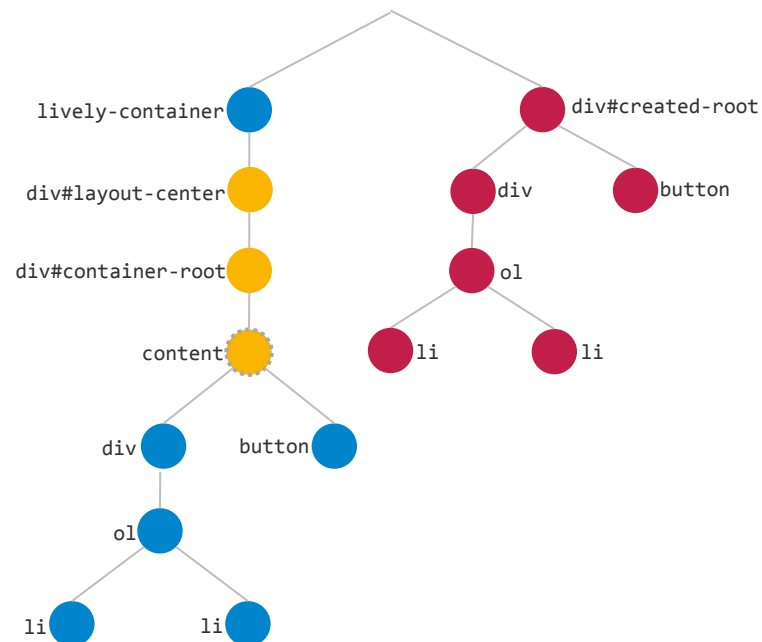 lively-container
div#created-root
div#layout-center
div
button
div#container-root
ol
content
li
li
div
button
ol
li
li